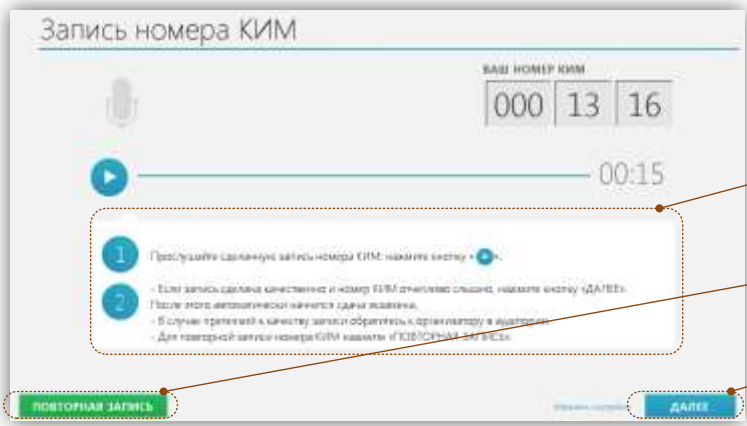 Запись номера КИМ
ВАШ НОМЕР КИМ
000 13 16
00:15
1 Прослушайте сделанную запись номера КИМ: нажмите кнопку « ».
2 - Если запись сделана качественно и номер КИМ отчетливо слышно, нажмите кнопку «ДАЛЕЕ».
После этого автоматически начнется сдача экзамена.
- В случае претензий к качеству записи обратитесь к организатору в аудитории.
- Для повторной записи номера КИМ нажмите «ПОВТОРНАЯ ЗАПИСЬ».
ПОВТОРНАЯ ЗАПИСЬ
ДАЛЕЕ